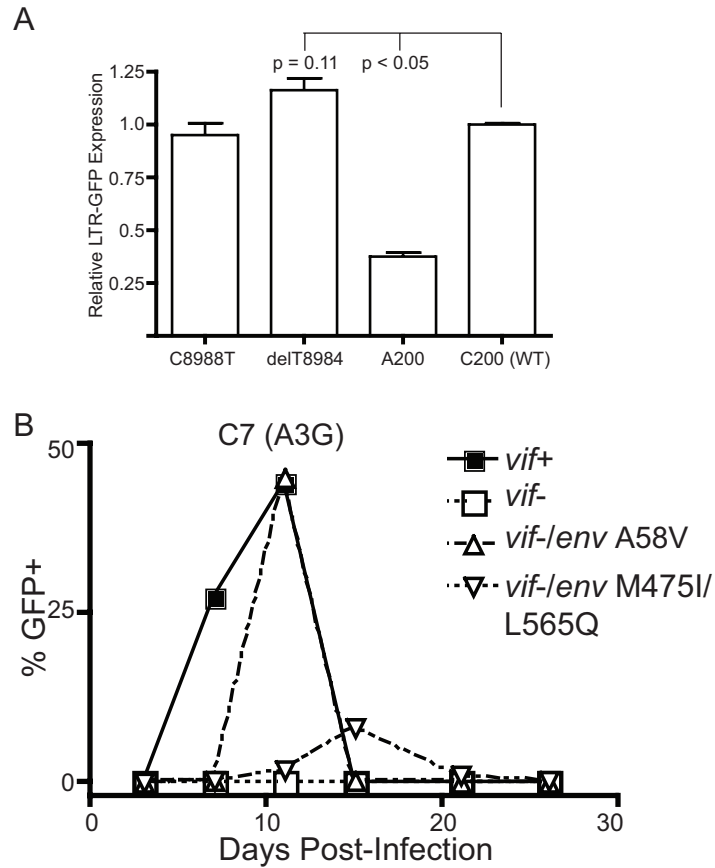 A
p = 0.11 p < 0.05
Relative LTR-GFP Expression
1.25
1.0
0.75
0.5
0.25
C8988T delT8984 A200 C200 (WT)
B
C7 (A3G)
% GFP+
50
25
0
vif+
vif-
vif-/env A58V
vif-/env M475I/
L565Q
0 10 20 30
Days Post-Infection